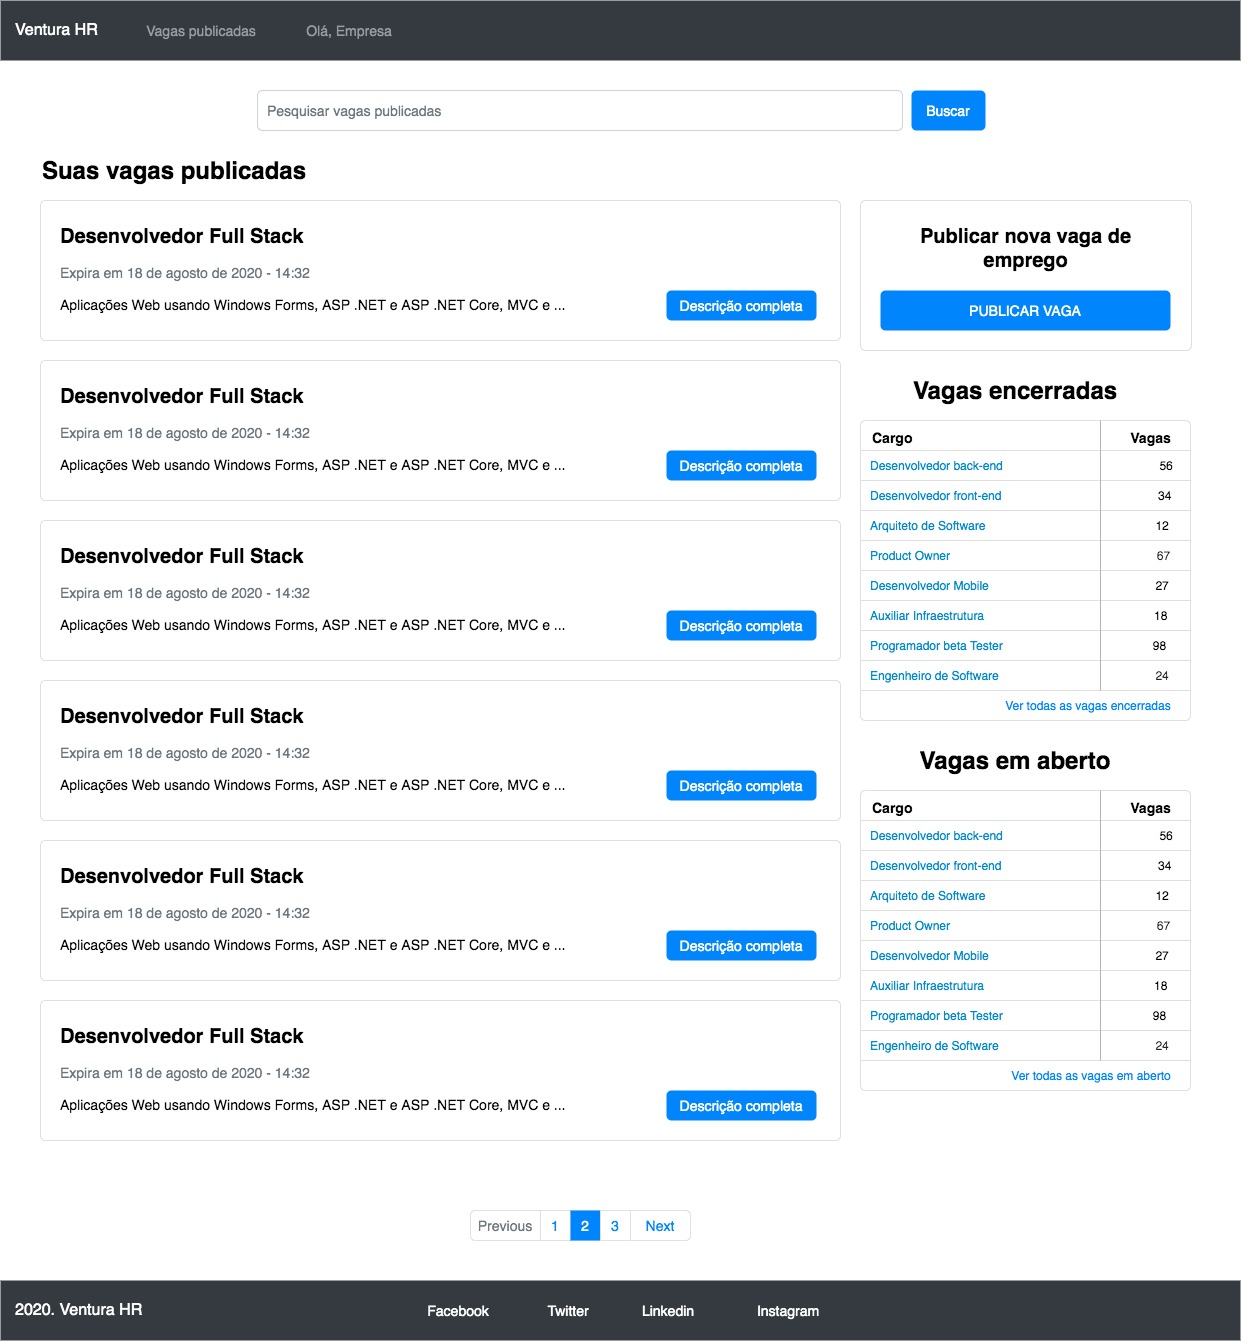 Ventura HR Vagas publicadas Olá, Empresa
Pesquisar vagas publicadas Buscar
Suas vagas publicadas
Desenvolvedor Full Stack
Expira em 18 de agosto de 2020 - 14:32
Aplicações Web usando Windows Forms, ASP .NET e ASP .NET Core, MVC e ... Descrição completa
Desenvolvedor Full Stack
Expira em 18 de agosto de 2020 - 14:32
Aplicações Web usando Windows Forms, ASP .NET e ASP .NET Core, MVC e ... Descrição completa
Desenvolvedor Full Stack
Expira em 18 de agosto de 2020 - 14:32
Aplicações Web usando Windows Forms, ASP .NET e ASP .NET Core, MVC e ... Descrição completa
Desenvolvedor Full Stack
Expira em 18 de agosto de 2020 - 14:32
Aplicações Web usando Windows Forms, ASP .NET e ASP .NET Core, MVC e ... Descrição completa
Desenvolvedor Full Stack
Expira em 18 de agosto de 2020 - 14:32
Aplicações Web usando Windows Forms, ASP .NET e ASP .NET Core, MVC e ... Descrição completa
Desenvolvedor Full Stack
Expira em 18 de agosto de 2020 - 14:32
Aplicações Web usando Windows Forms, ASP .NET e ASP .NET Core, MVC e ... Descrição completa
Publicar nova vaga de
emprego
PUBLICAR VAGA
Vagas encerradas
Cargo Vagas
Desenvolvedor back-end 56
Desenvolvedor front-end 34
Arquiteto de Software 12
Product Owner 67
Desenvolvedor Mobile 27
Auxiliar Infraestrutura 18
Programador beta Tester 98
Engenheiro de Software 24
Ver todas as vagas encerradas
Vagas em aberto
Cargo Vagas
Desenvolvedor back-end 56
Desenvolvedor front-end 34
Arquiteto de Software 12
Product Owner 67
Desenvolvedor Mobile 27
Auxiliar Infraestrutura 18
Programador beta Tester 98
Engenheiro de Software 24
Ver todas as vagas em aberto
Previous 1 2 3 Next
2020. Ventura HR Facebook Twitter Linkedin Instagram